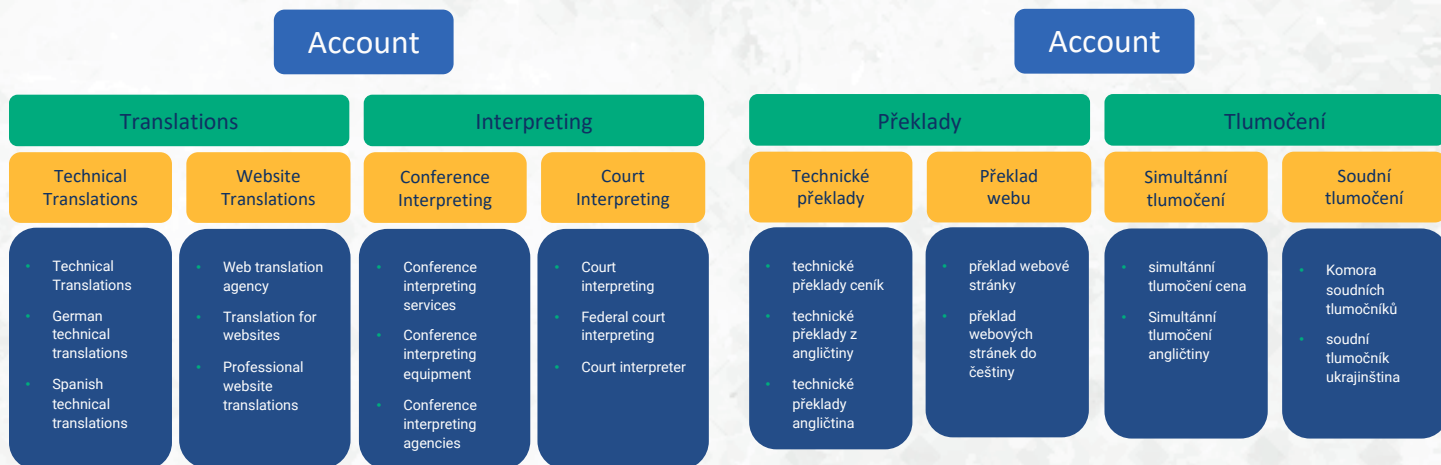 Account
Translations
Interpreting
Technical
Translations
Website
Translations
Conference
Interpreting
Court
Interpreting
• Technical
Translations
• German
technical
translations
• Spanish
technical
translations
• Web translation
agency
• Translation for
websites
• Professional
website
translations
• Conference
interpreting
services
• Conference
interpreting
equipment
• Conference
interpreting
agencies
• Court
interpreting
• Federal court
interpreting
• Court interpreter
Account
Překlady
Tlumočení
Technické
překlady
Překlad
webu
Simultánní
tlumočení
Soudní
tlumočení
• technické
překlady ceník
• technické
překlady z
angličtiny
• technické
překlady
angličtina
• překlad webové
stránky
• překlad
webových
stránek do
češtiny
• simultánní
tlumočení cena
• Simultánní
tlumočení
angličtiny
• Komora
soudních
tlumočníků
• soudní
tlumočník
ukrajinština